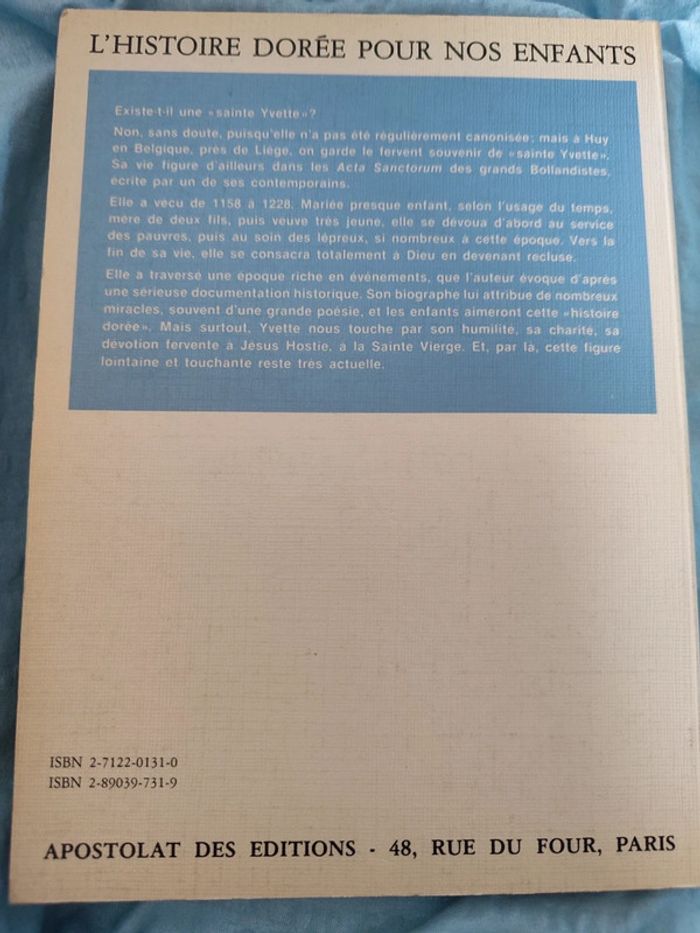 L'HISTOIRE DORÉE POUR NOS ENFANTS
Existe-t-il une «sainte Yvette»?
Non, sans doute, puisqu'elle n'a pas été régulièrement canonisée; mais à Huy
en Belgique, près de Liège, on garde le fervent souvenir de «sainte Yvette».
Sa vie figure d'ailleurs dans les Acta Sanctorum des grands Bollandistes,
écrite par un de ses contemporains.
Elle a vécu de 1158 à 1228. Mariée presque enfant, selon l'usage du temps,
mère de deux fils, puis veuve très jeune, elle se dévoua d'abord au service
des pauvres, puis au soin des lépreux, si nombreux à cette époque. Vers la
fin de sa vie, elle se consacra totalement à Dieu en devenant recluse.
Elle a traversé une époque riche en événements, que l'auteur évoque d'après
une sérieuse documentation historique. Son biographe lui attribue de nombreux
miracles, souvent d'une grande poésie, et les enfants aimeront cette «histoire
dorée». Mais surtout, Yvette nous touche par son humilité, sa charité, sa
dévotion fervente à Jésus Hostie, à la Sainte Vierge. Et, par là, cette figure
lointaine et touchante reste très actuelle.
ISBN 2-7122-0131-0
ISBN 2-89039-731-9
APOSTOLAT DES EDITIONS - 48, RUE DU FOUR, PARIS